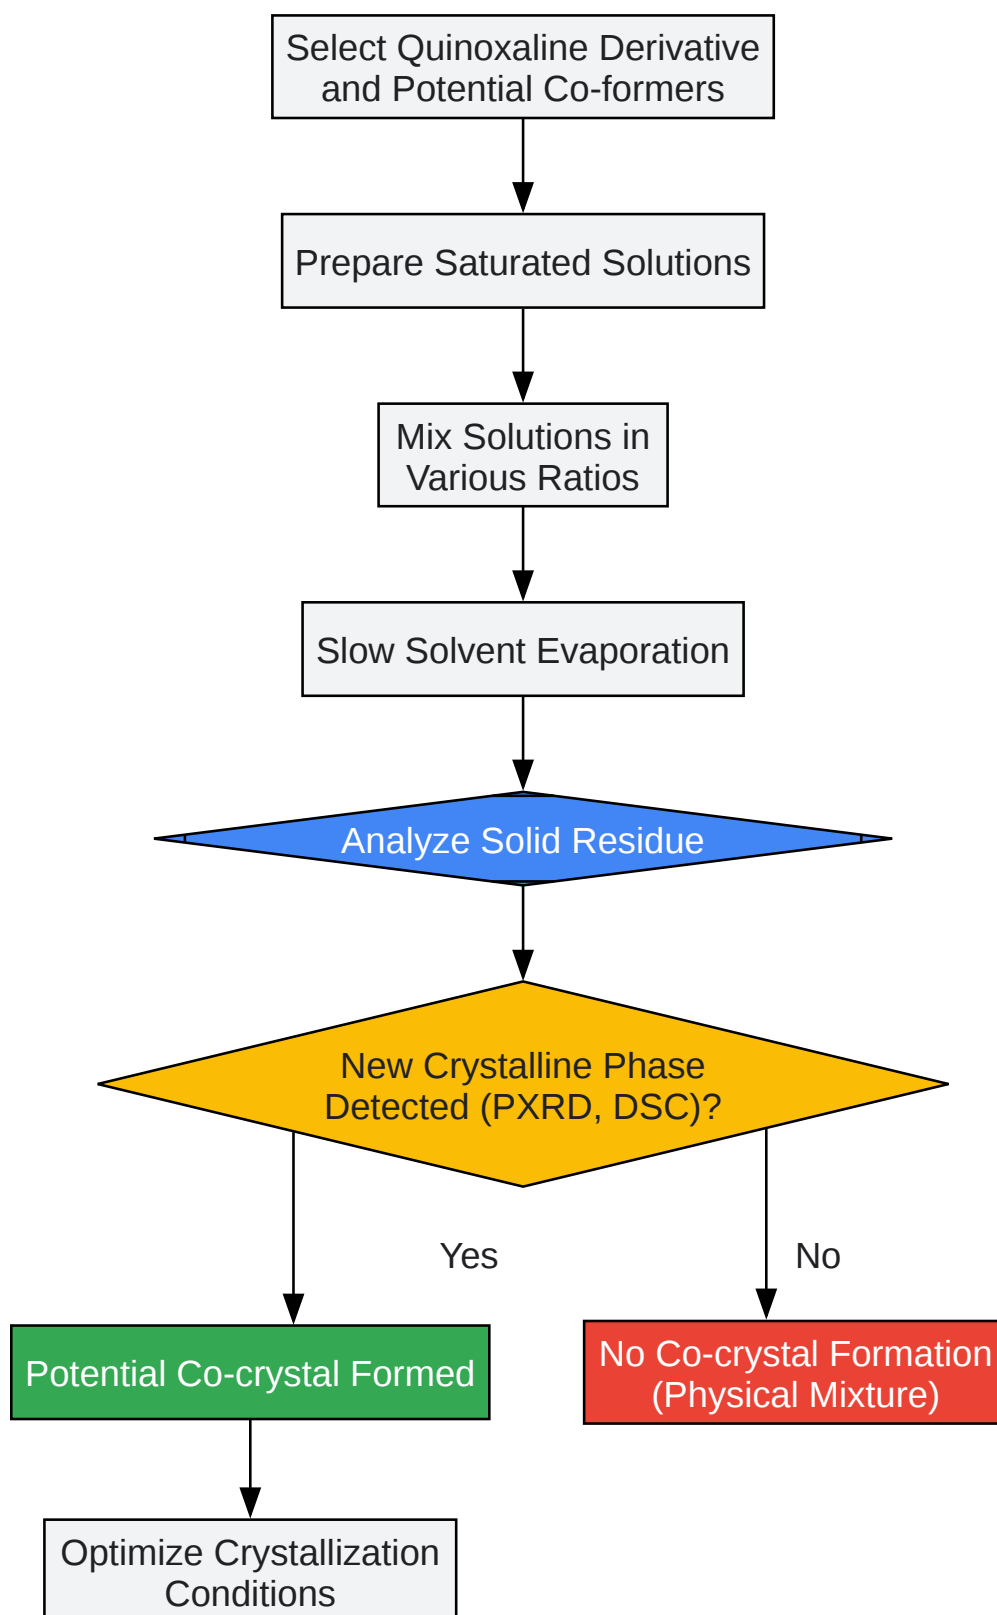 Select Quinoxaline Derivative
and Potential Co-formers
Prepare Saturated Solutions
Mix Solutions in
Various Ratios
Slow Solvent Evaporation
Analyze Solid Residue
New Crystalline Phase
Detected (PXRD, DSC)?
Yes
No
Potential Co-crystal Formed
No Co-crystal Formation
(Physical Mixture)
Optimize Crystallization
Conditions